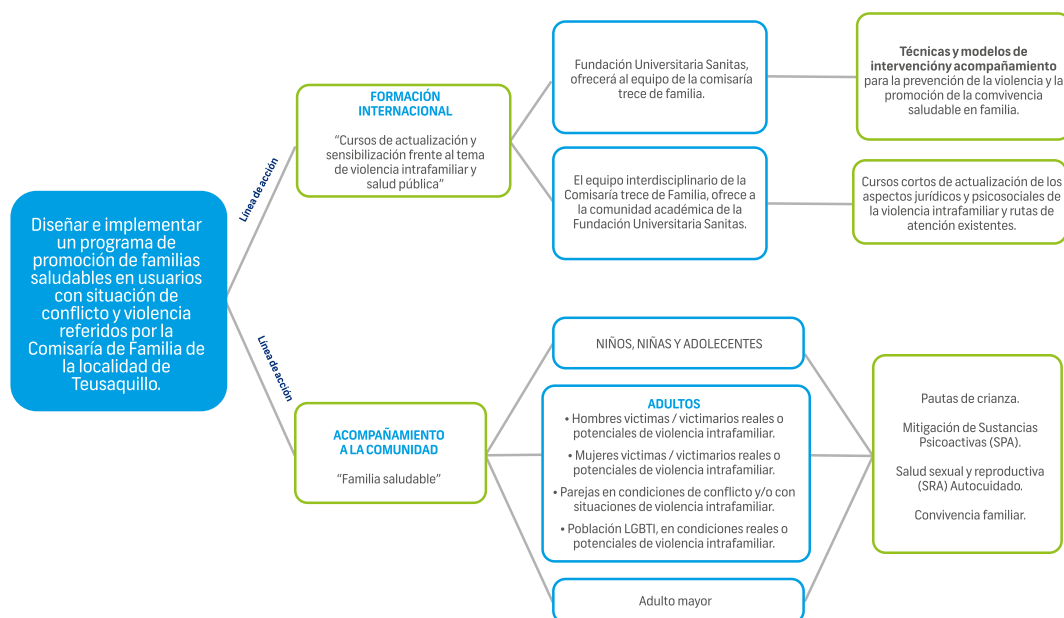 Diseñar e implementar
un programa de
promoción de familias
saludables en usuarios
con situación de
conflicto y violencia
referidos por la
Comisaría de Familia de
la localidad de
Teusaquillo.
Línea de acción
FORMACIÓN
INTERNACIONAL
“Cursos de actualización y
sensibilización frente al tema
de violencia intrafamiliar y
salud pública”
Fundación Universitaria Sanitas,
ofrecerá al equipo de la comisaría
trece de familia.
Técnicas y modelos de
intervencióny acompañamiento
para la prevención de la violencia y la
promoción de la comvivencia
saludable en familia.
El equipo interdisciplinario de la
Comisaría trece de Familia, ofrece a
a la comunidad académica de la
Fundación Universitaria Sanitas.
Cursos cortos de actualización de los
aspectos jurídicos y psicosociales de
la violencia intrafamiliar y rutas de
atención existentes.
Línea de acción
ACOMPAÑAMIENTO
A LA COMUNIDAD
“Familia saludable”
NIÑOS, NIÑAS Y ADOLECENTES
ADULTOS
• Hombres victimas / victimarios reales o
potenciales de violencia intrafamiliar.
• Mujeres victimas / victimarios reales o
potenciales de violencia intrafamiliar.
• Parejas en condiciones de conflicto y/o con
situaciones de violencia intrafamiliar.
• Población LGBTI, en condiciones reales o
potenciales de violencia intrafamiliar.
Adulto mayor
Pautas de crianza.
Mitigación de Sustancias
Psicoactivas (SPA).
Salud sexual y reproductiva
(SRA) Autocuidado.
Convivencia familiar.